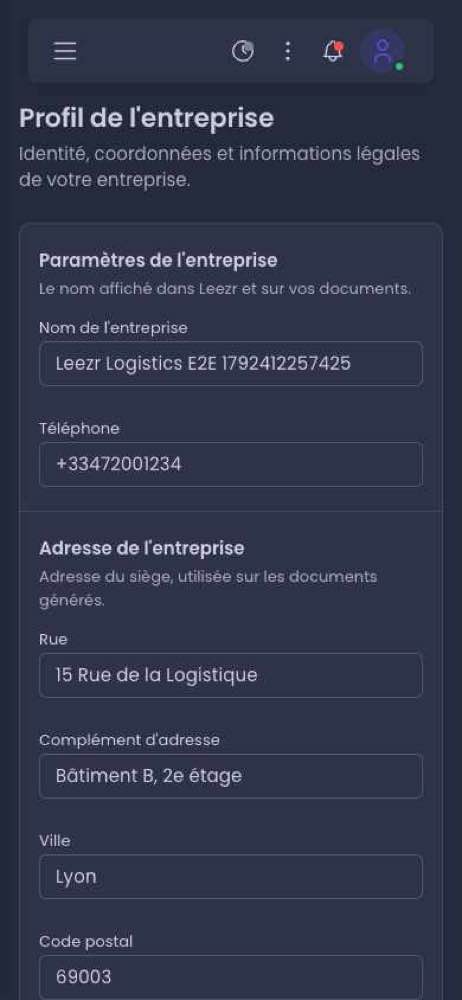 Profil de l'entreprise
Identité, coordonnées et informations légales
de votre entreprise.
Paramètres de l'entreprise
Le nom affiché dans Leezr et sur vos documents.
Nom de l'entreprise
Leezr Logistics E2E 1792412257425
Téléphone
+33472001234
Adresse de l'entreprise
Adresse du siège, utilisée sur les documents
générés.
Rue
15 Rue de la Logistique
Complément d'adresse
Bâtiment B, 2e étage
Ville
Lyon
Code postal
69003